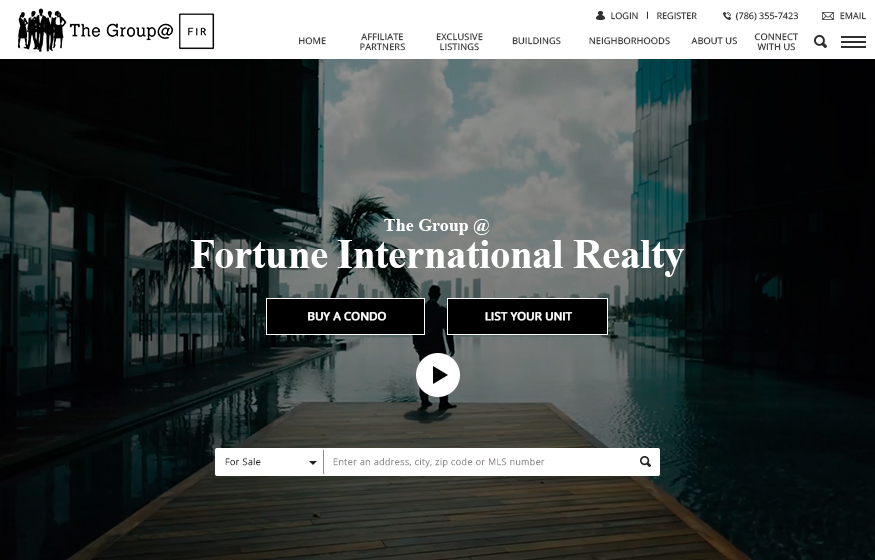 The Group@ FIR
LOGIN | REGISTER (786) 355-7423 EMAIL
HOME
AFFILIATE
PARTNERS
EXCLUSIVE
LISTINGS
BUILDINGS
NEIGHBORHOODS
ABOUT US
CONNECT
WITH US
The Group @
Fortune International Realty
BUY A CONDO
LIST YOUR UNIT
For Sale
Enter an address, city, zip code or MLS number